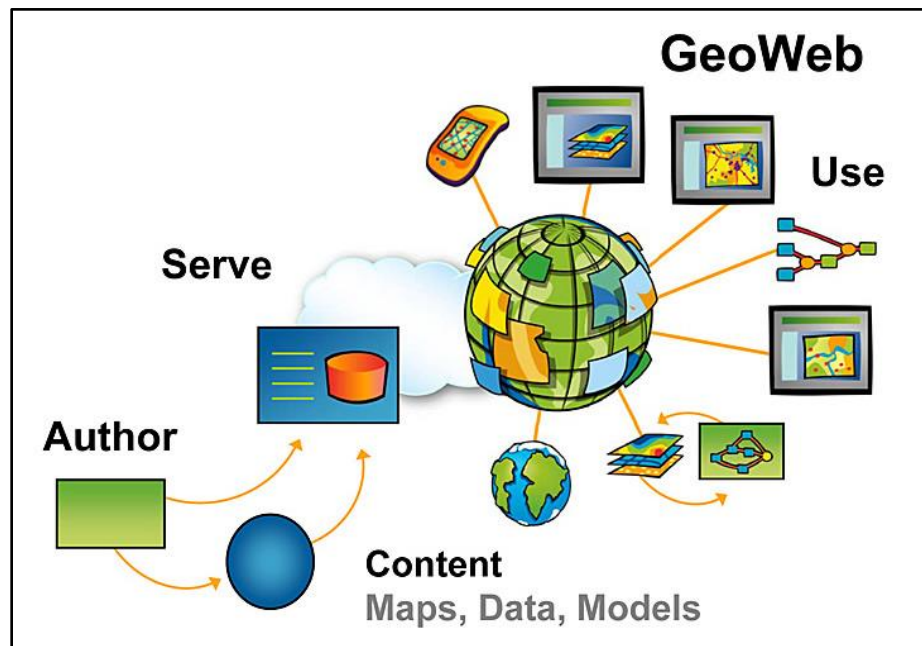 GeoWeb
Use
Serve
Author
Content
Maps, Data, Models